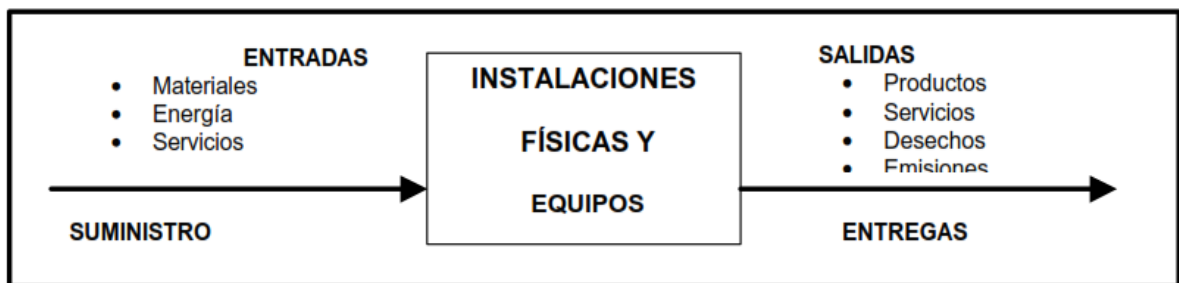 ENTRADAS
• Materiales
• Energía
• Servicios
SUMINISTRO
INSTALACIONES
FÍSICAS Y
EQUIPOS
SALIDAS
• Productos
• Servicios
• Desechos
• Emisiones
ENTREGAS